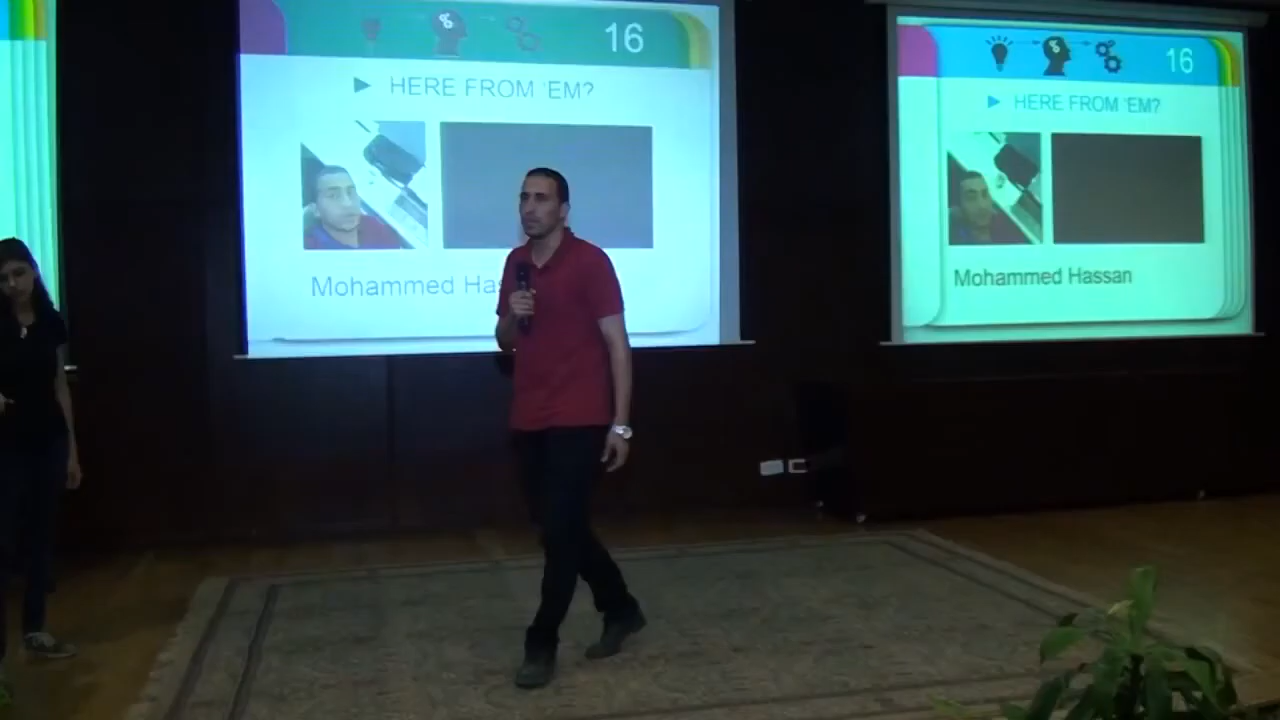 16
► HERE FROM 'EM?
Mohammed Has
16
► HERE FROM 'EM?
Mohammed Hassan